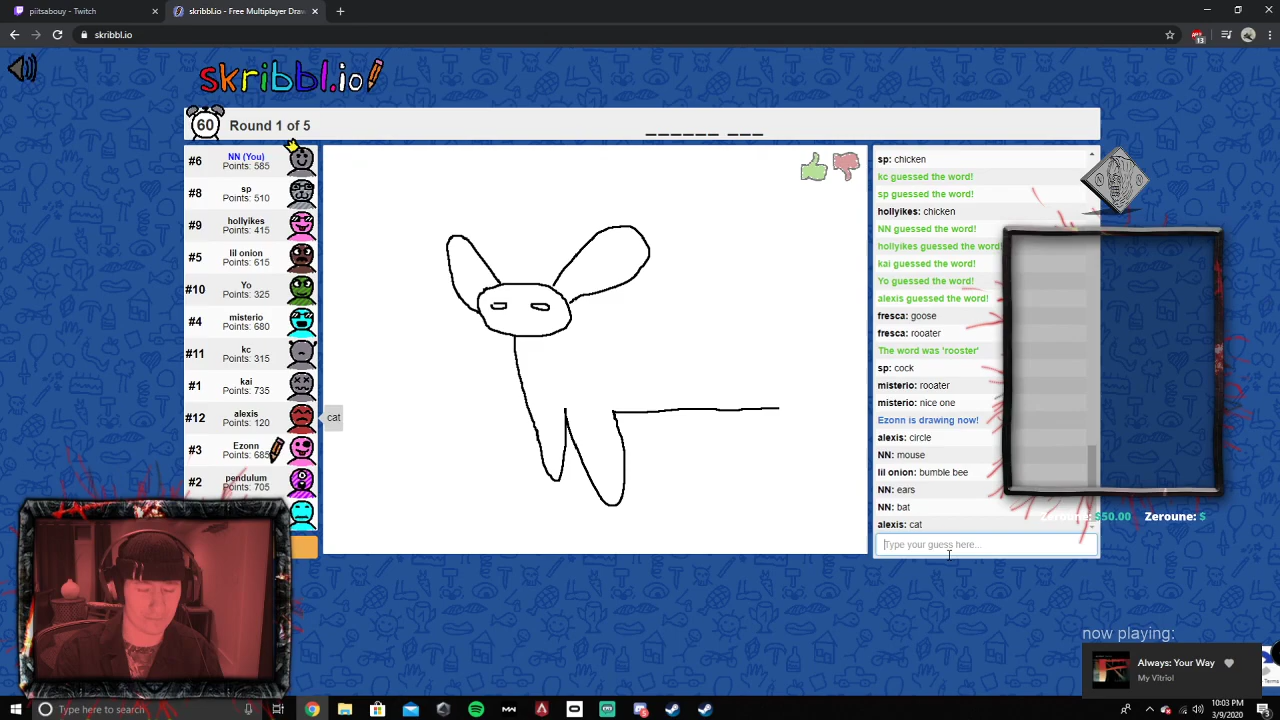 piitsabouy - Twitch
skribbl.io - Free Multiplayer Draw
skribbl.io
13
skribbl.io
60
Round 1 of 5
______ ___
#6 NN (You)
Points: 585
#8 sp
Points: 510
#9 hollyikes
Points: 415
#5 lil onion
Points: 615
#10 Yo
Points: 325
#4 misterio
Points: 680
#11 kc
Points: 315
#1 kai
Points: 735
#12 alexis
Points: 120
cat
#3 Ezonn
Points: 685
#2 pendulum
Points: 705
sp: chicken
kc guessed the word!
sp guessed the word!
hollyikes: chicken
NN guessed the word!
hollyikes guessed the word!
kai guessed the word!
Yo guessed the word!
alexis guessed the word!
fresca: goose
fresca: rooater
The word was 'rooster'
sp: cock
misterio: rooater
misterio: nice one
Ezonn is drawing now!
alexis: circle
NN: mouse
lil onion: bumble bee
NN: ears
NN: bat
alexis: cat
Type your guess here...
Zeroune: $50.00 Zeroune: $
now playing:
Always: Your Way
My Vitriol
Terms
Type here to search
10:03 PM
3/9/2020